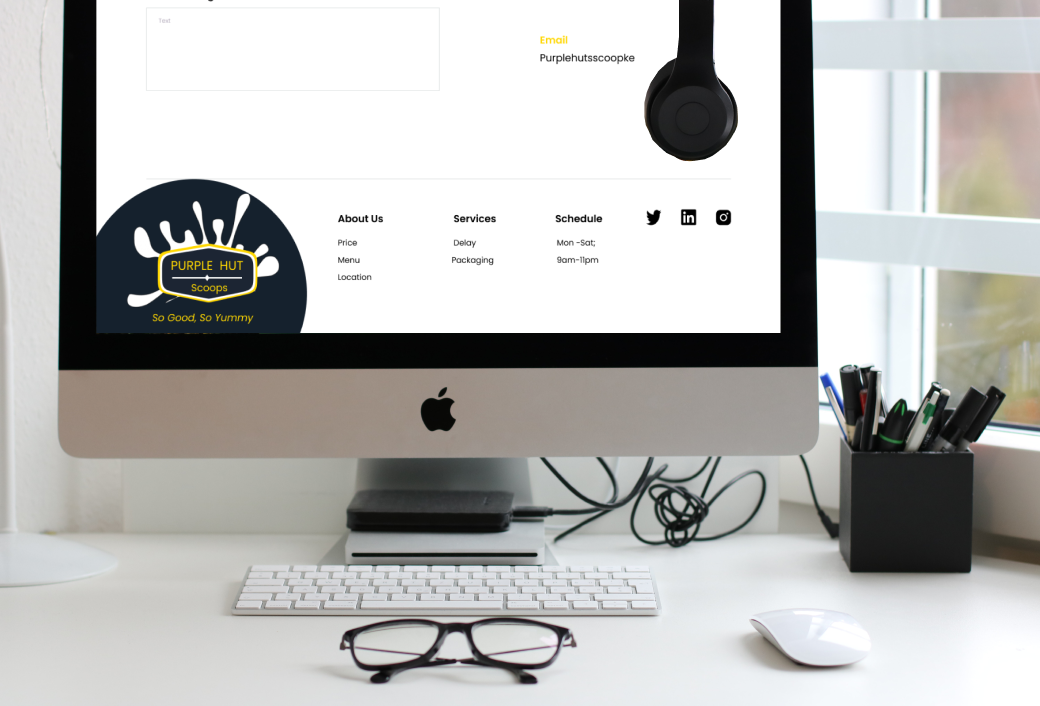 Text
Email
Purplehutsscoopke
About Us
Price
Menu
Location
Services
Delay
Packaging
Schedule
Mon -Sat;
9am-11pm
in
PURPLE HUT
Scoops
So Good, So Yummy